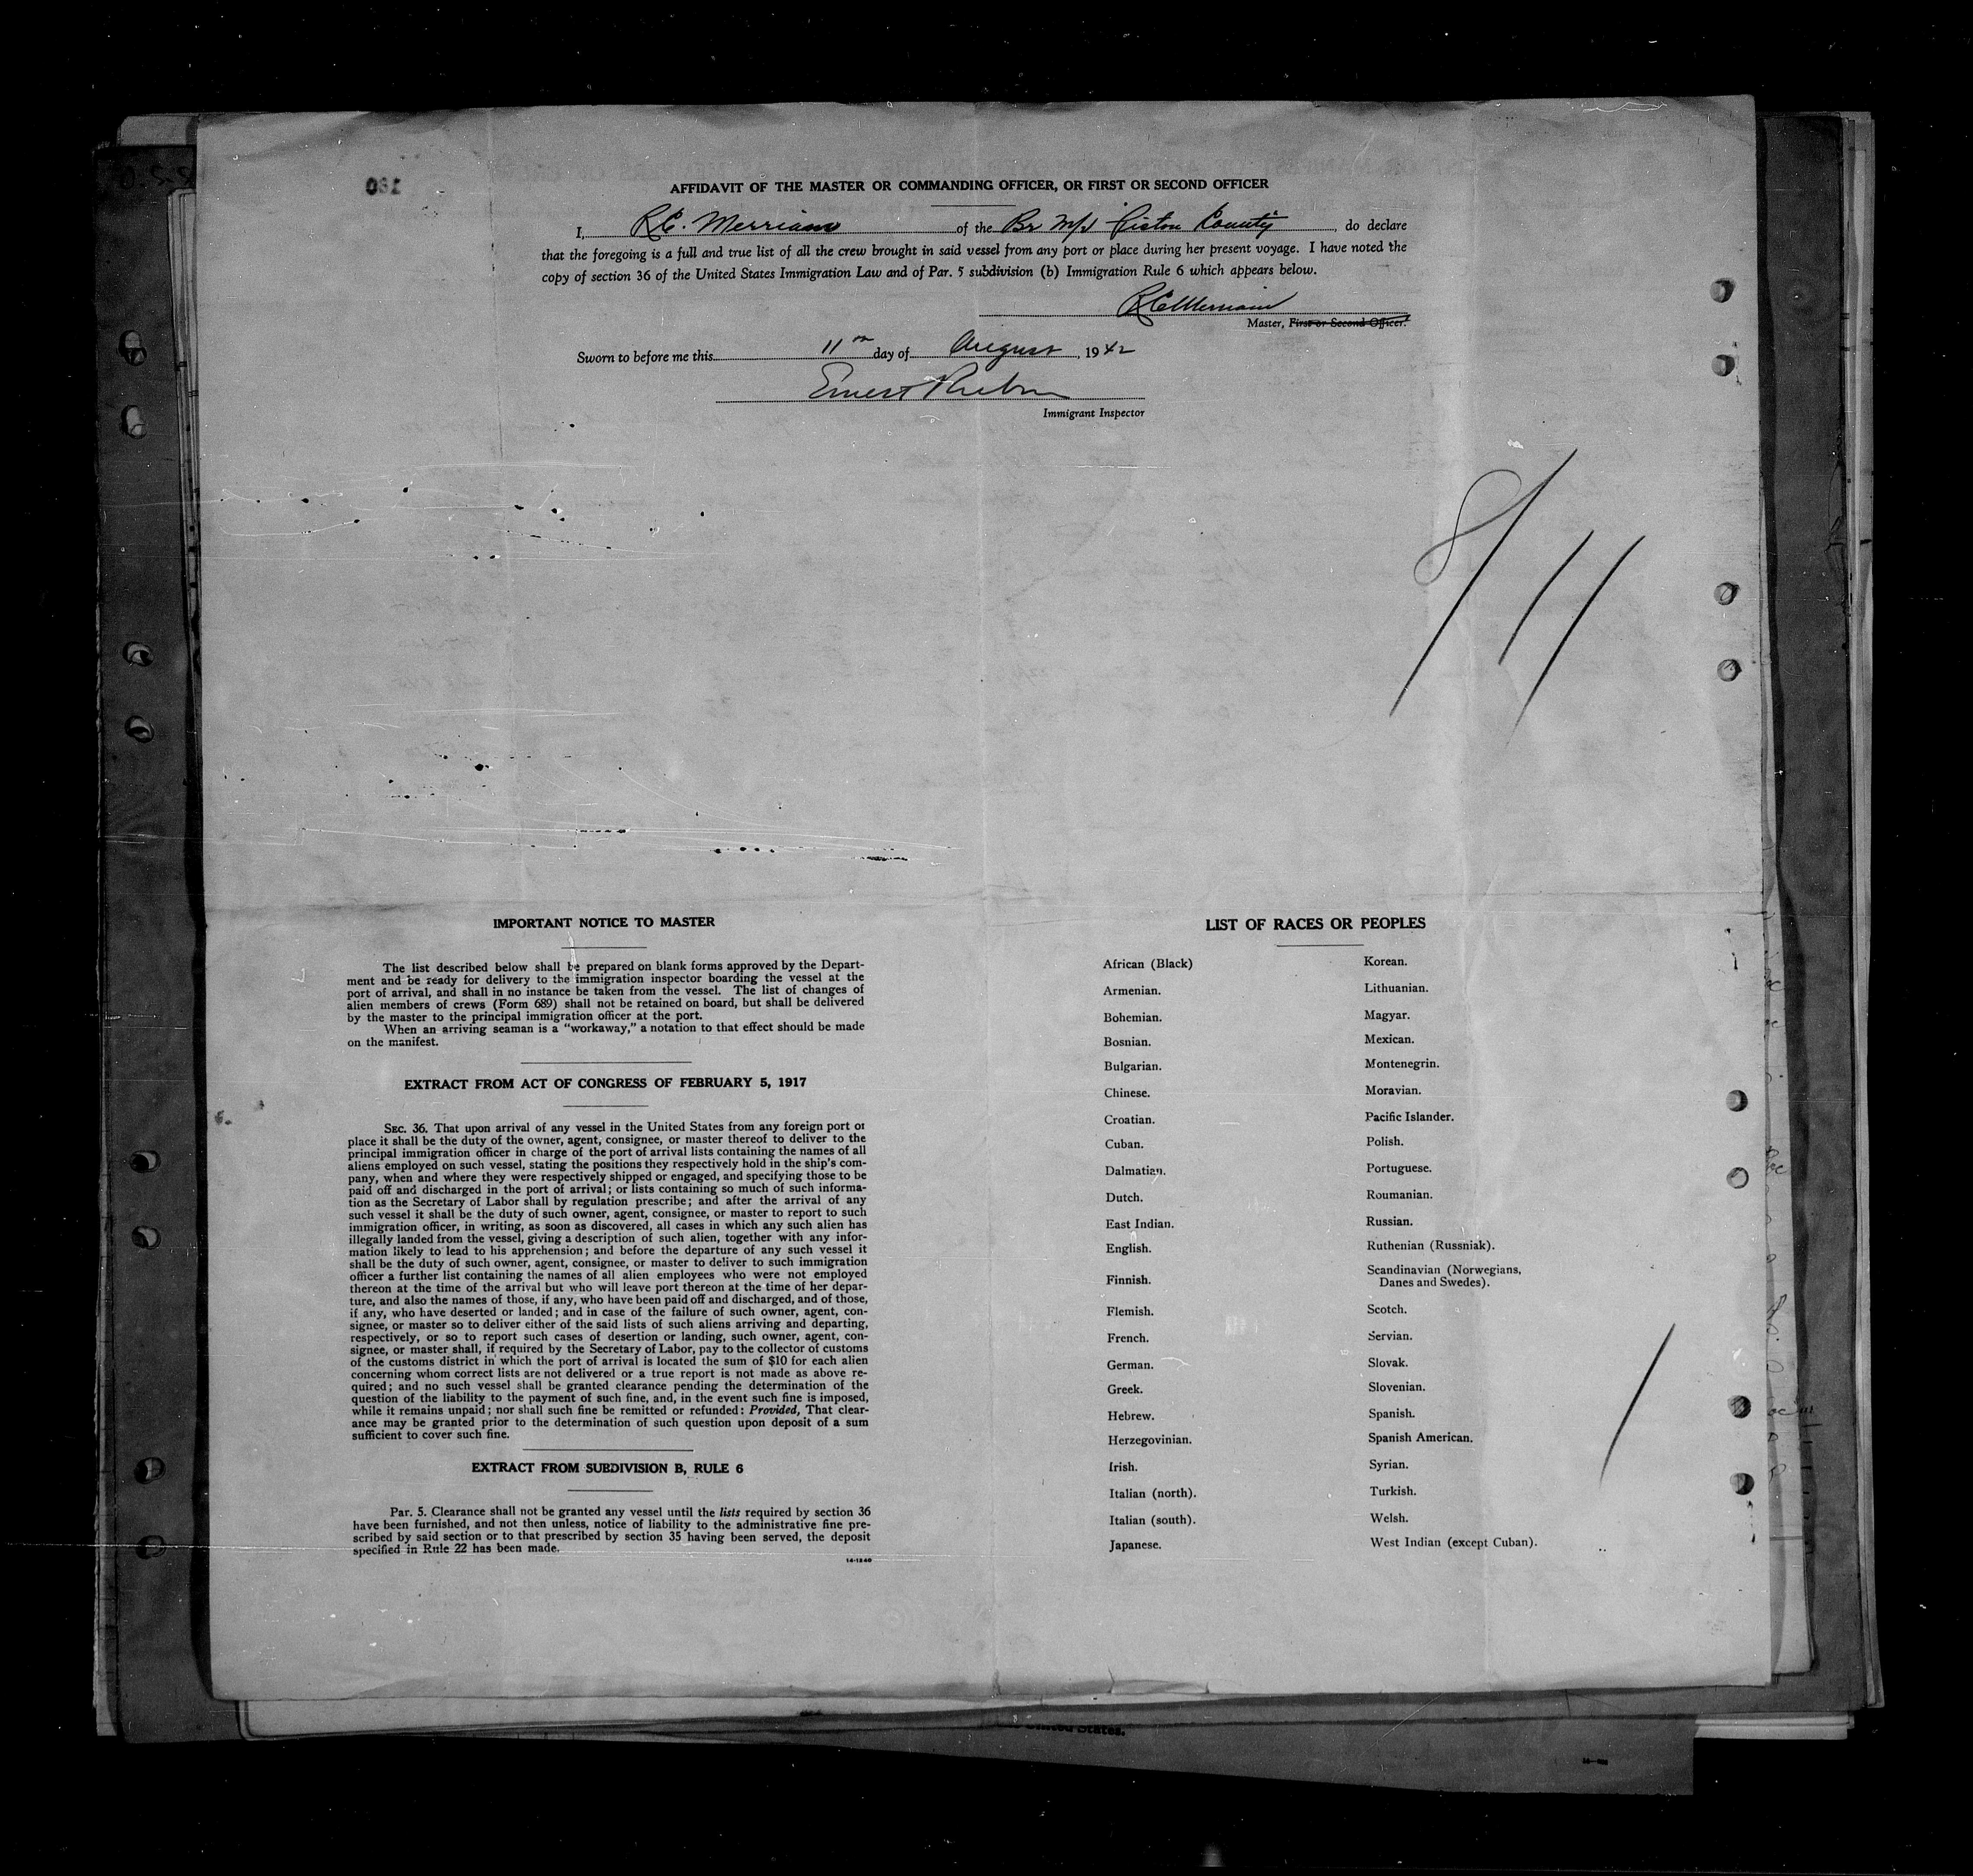 AFFIDAVIT OF THE MASTER OR COMMANDING OFFICER, OR FIRST OR SECOND OFFICER
I, R.C. Merriam of the Br M/S County, do declare
that the foregoing is a full and true list of all the crew brought in said vessel from any port or place during her present voyage. I have noted the
copy of section 36 of the United States Immigration Law and of Par. 5 subdivision (b) Immigration Rule 6 which appears below.
RC Merriam
Master, First or Second Officer.
Sworn to before me this 11th day of August, 1942
Ernest
Immigrant Inspector
8/11
IMPORTANT NOTICE TO MASTER
The list described below shall be prepared on blank forms approved by the Depart-
ment and be ready for delivery to the immigration inspector boarding the vessel at the
port of arrival, and shall in no instance be taken from the vessel. The list of changes of
alien members of crews (Form 689) shall not be retained on board, but shall be delivered
by the master to the principal immigration officer at the port.
When an arriving seaman is a “workaway,” a notation to that effect should be made
on the manifest.
EXTRACT FROM ACT OF CONGRESS OF FEBRUARY 5, 1917
SEC. 36. That upon arrival of any vessel in the United States from any foreign port or
place it shall be the duty of the owner, agent, consignee, or master thereof to deliver to the
principal immigration officer in charge of the port of arrival lists containing the names of all
aliens employed on such vessel, stating the positions they respectively hold in the ship's com-
pany, when and where they were respectively shipped or engaged, and specifying those to be
paid off and discharged in the port of arrival; or lists containing so much of such informa-
tion as the Secretary of Labor shall by regulation prescribe; and after the arrival of any
such vessel it shall be the duty of such owner, agent, consignee, or master to report to such
immigration officer, in writing, as soon as discovered, all cases in which any such alien has
illegally landed from the vessel, giving a description of such alien, together with any infor-
mation likely to lead to his apprehension; and before the departure of any such vessel it
shall be the duty of such owner, agent, consignee, or master to deliver to such immigration
officer a further list containing the names of all alien employees who were not employed
thereon at the time of the arrival but who will leave port thereon at the time of her depar-
ture, and also the names of those, if any, who have been paid off and discharged, and of those,
if any, who have deserted or landed; and in case of the failure of such owner, agent, con-
signee, or master so to deliver either of the said lists of such aliens arriving and departing,
respectively, or so to report such cases of desertion or landing, such owner, agent, con-
signee, or master shall, if required by the Secretary of Labor, pay to the collector of customs
of the customs district in which the port of arrival is located the sum of $10 for each alien
concerning whom correct lists are not delivered or a true report is not made as above re-
quired; and no such vessel shall be granted clearance pending the determination of the
question of the liability to the payment of such fine, and, in the event such fine is imposed,
while it remains unpaid; nor shall such fine be remitted or refunded: Provided, That clear-
ance may be granted prior to the determination of such question upon deposit of a sum
sufficient to cover such fine.
EXTRACT FROM SUBDIVISION B, RULE 6
Par. 5. Clearance shall not be granted any vessel until the lists required by section 36
have been furnished, and not then unless, notice of liability to the administrative fine pre-
scribed by said section or to that prescribed by section 35 having been served, the deposit
specified in Rule 22 has been made.
14-1240
LIST OF RACES OR PEOPLES
African (Black)
Armenian.
Bohemian.
Bosnian.
Bulgarian.
Chinese.
Croatian.
Cuban.
Dalmatian.
Dutch.
East Indian.
English.
Finnish.
Flemish.
French.
German.
Greek.
Hebrew.
Herzegovinian.
Irish.
Italian (north).
Italian (south).
Japanese.
Korean.
Lithuanian.
Magyar.
Mexican.
Montenegrin.
Moravian.
Pacific Islander.
Polish.
Portuguese.
Roumanian.
Russian.
Ruthenian (Russniak).
Scandinavian (Norwegians,
Danes and Swedes).
Scotch.
Servian.
Slovak.
Slovenian.
Spanish.
Spanish American.
Syrian.
Turkish.
Welsh.
West Indian (except Cuban).
United States.